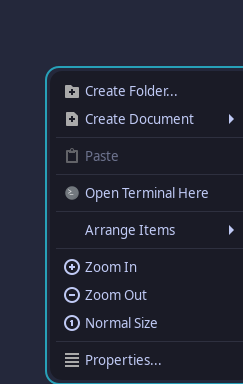 Create Folder...
Create Document
Paste
Open Terminal Here
Arrange Items
Zoom In
Zoom Out
Normal Size
Properties...